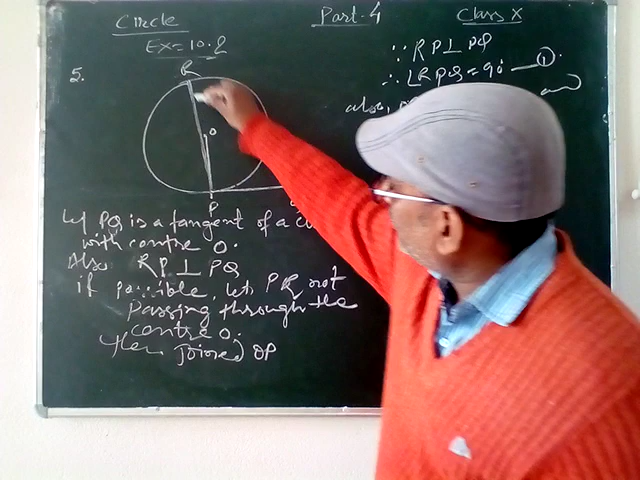 Circle Part-4 Class X
EX = 10.2
5.
R
O
P
∵ RP ⊥ PQ
∴ ∠RPQ = 90° — ①
also,
Let PQ is a tangent of a
with centre O.
Also RP ⊥ PQ
if possible, let PR not
Passing through the
centre O.
then joined OP